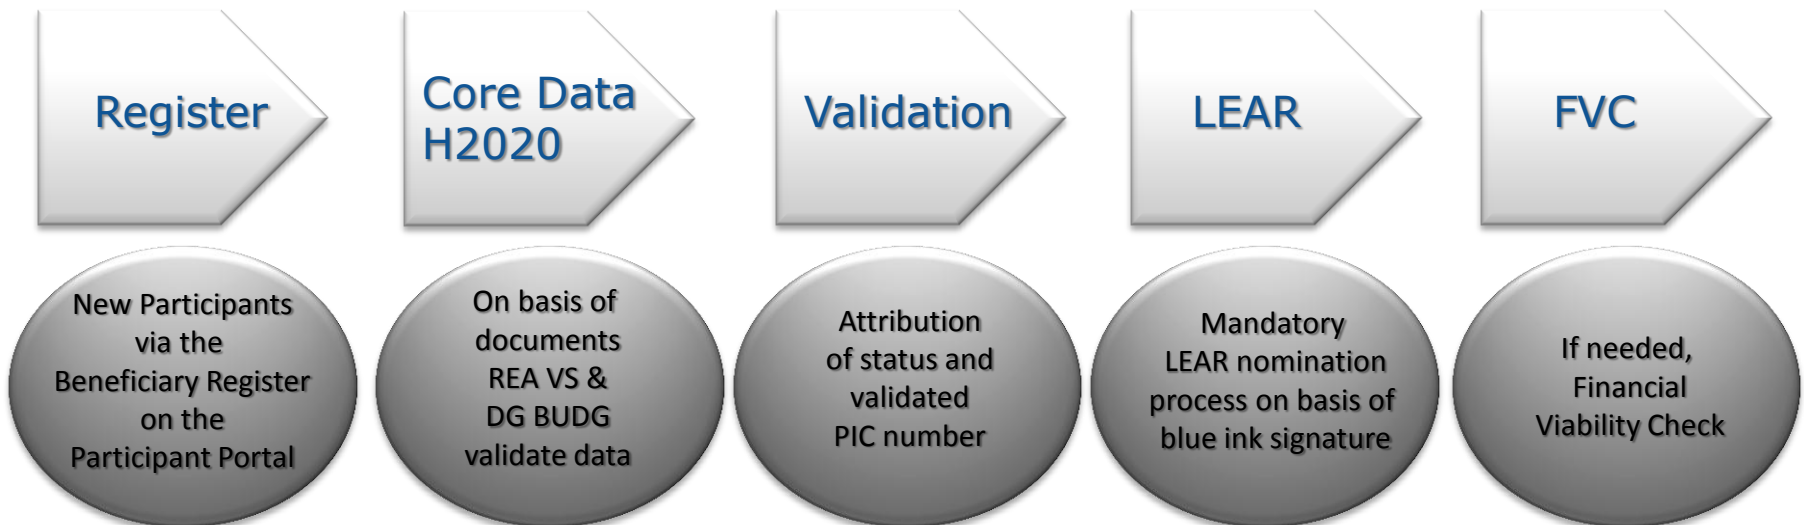 Register
Core Data
H2020
Validation
LEAR
FVC
New Participants
via the
Beneficiary Register
on the
Participant Portal
On basis of
documents
REA VS &
DG BUDG
validate data
Attribution
of status and
validated
PIC number
Mandatory
LEAR nomination
process on basis of
blue ink signature
If needed,
Financial
Viability Check